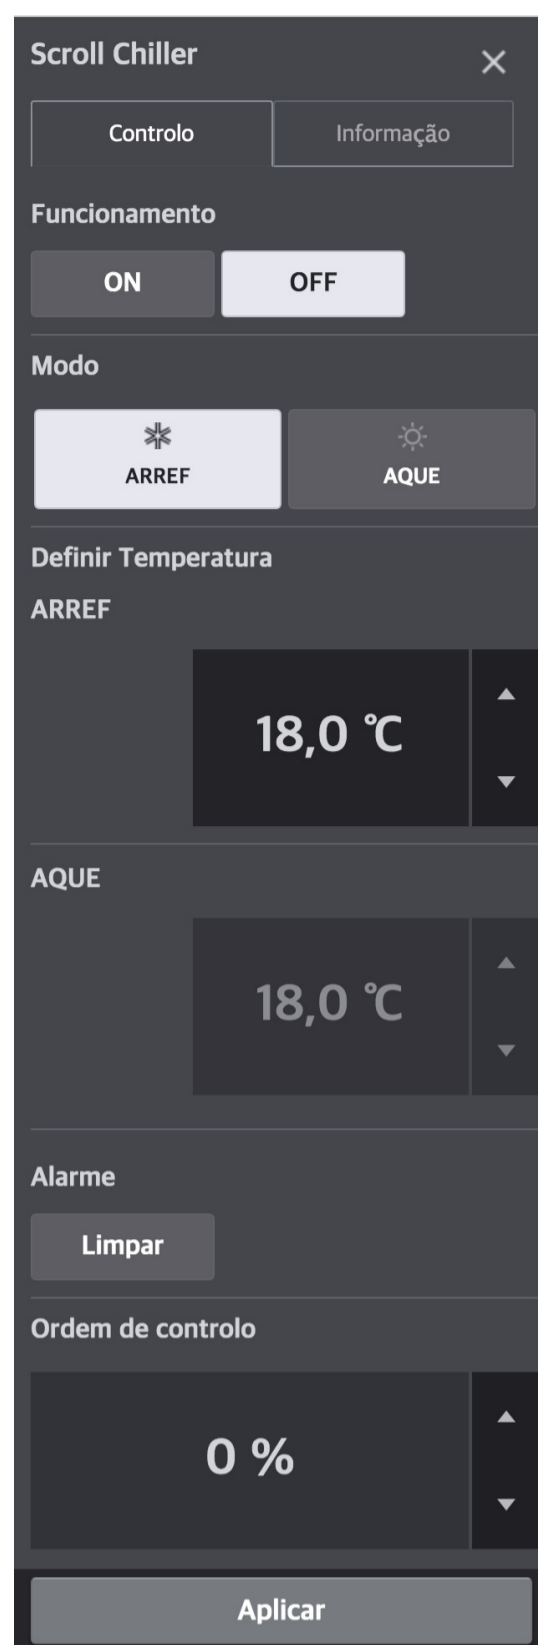 Scroll Chiller
Controlo
Informação
Funcionamento
ON
OFF
Modo
ARREF
AQUE
Definir Temperatura
ARREF
18,0 °C
AQUE
18,0 °C
Alarme
Limpar
Ordem de controlo
0 %
Aplicar